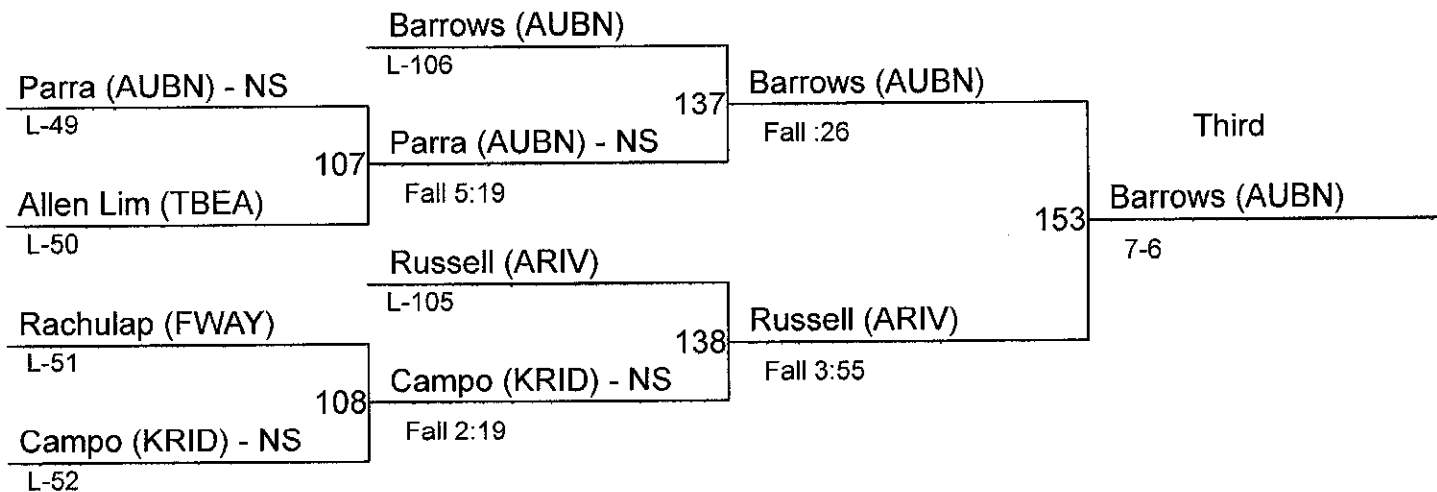 Barrows (AUBN)
L-106
Parra (AUBN) - NS
L-49
137
Barrows (AUBN)
Fall :26
Third
107
Parra (AUBN) - NS
Fall 5:19
Allen Lim (TBEA)
L-50
153
Barrows (AUBN)
7-6
Russell (ARIV)
L-105
Rachulap (FWAY)
L-51
138
Russell (ARIV)
Fall 3:55
108
Campo (KRID) - NS
Fall 2:19
Campo (KRID) - NS
L-52